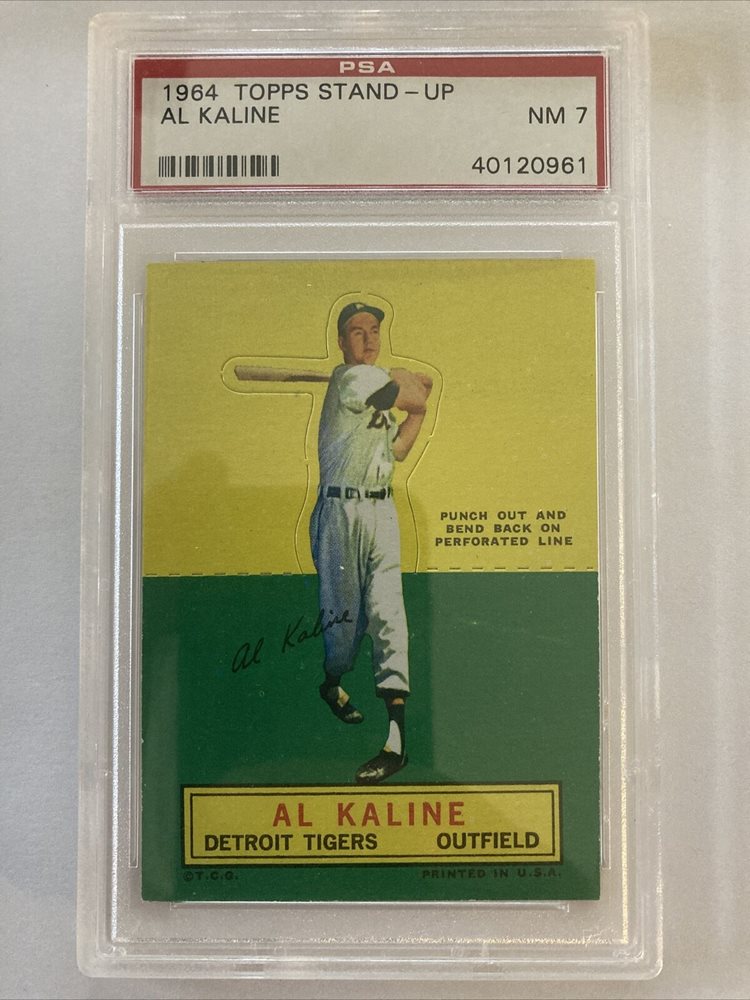 PSA
1964 TOPPS STAND-UP
AL KALINE NM 7
40120961
PUNCH OUT AND
BEND BACK ON
PERFORATED LINE
Al Kaline
AL KALINE
DETROIT TIGERS OUTFIELD
©T.C.G. PRINTED IN U.S.A.